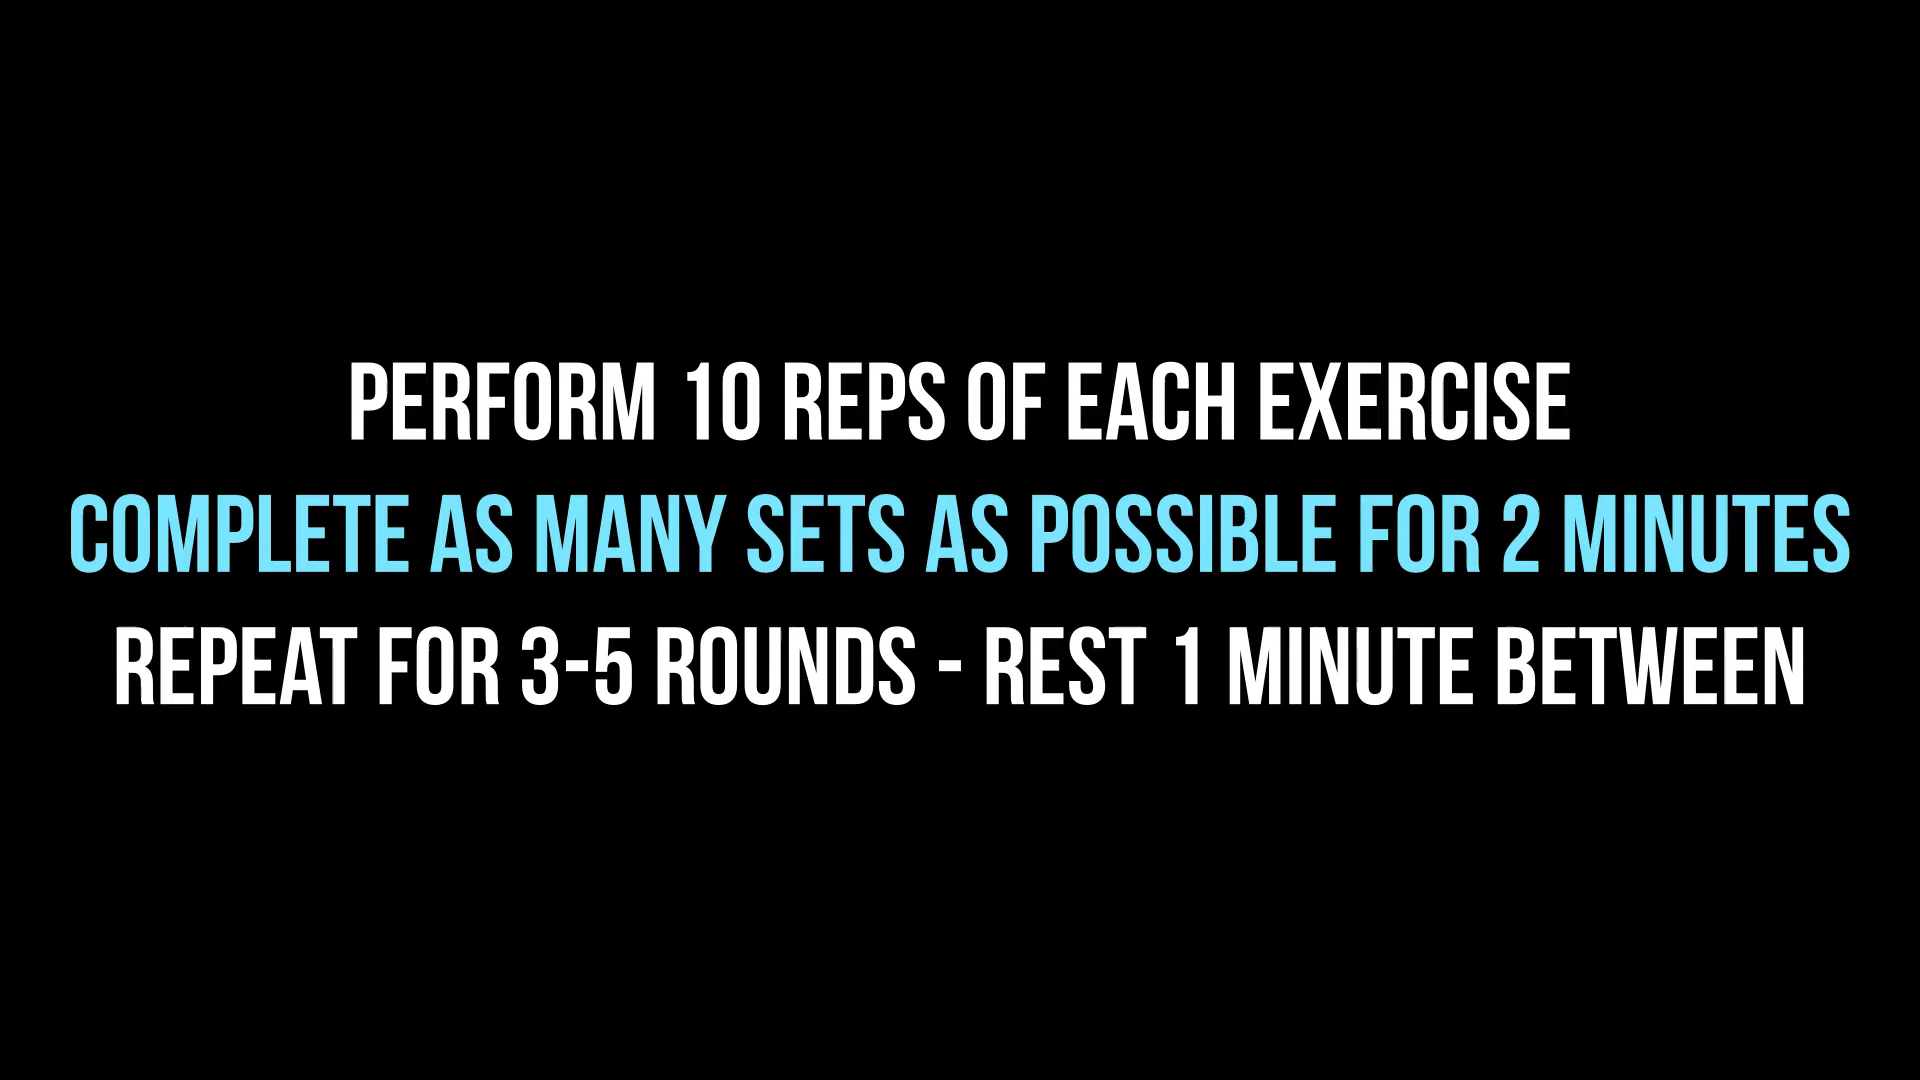 PERFORM 10 REPS OF EACH EXERCISE
COMPLETE AS MANY SETS AS POSSIBLE FOR 2 MINUTES
REPEAT FOR 3-5 ROUNDS - REST 1 MINUTE BETWEEN